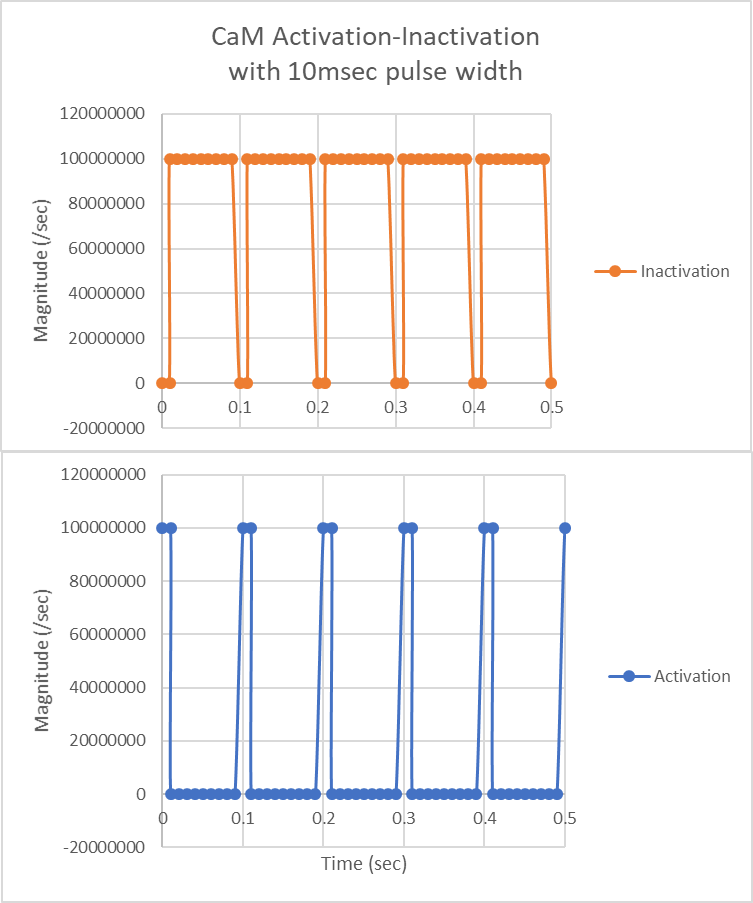 CaM Activation-Inactivation
with 10msec pulse width
120000000
100000000
80000000
60000000
40000000
20000000
0
-20000000
Magnitude (/sec)
0 0.1 0.2 0.3 0.4 0.5
Inactivation
120000000
100000000
80000000
60000000
40000000
20000000
0
-20000000
Magnitude (/sec)
0 0.1 0.2 0.3 0.4 0.5
Time (sec)
Activation